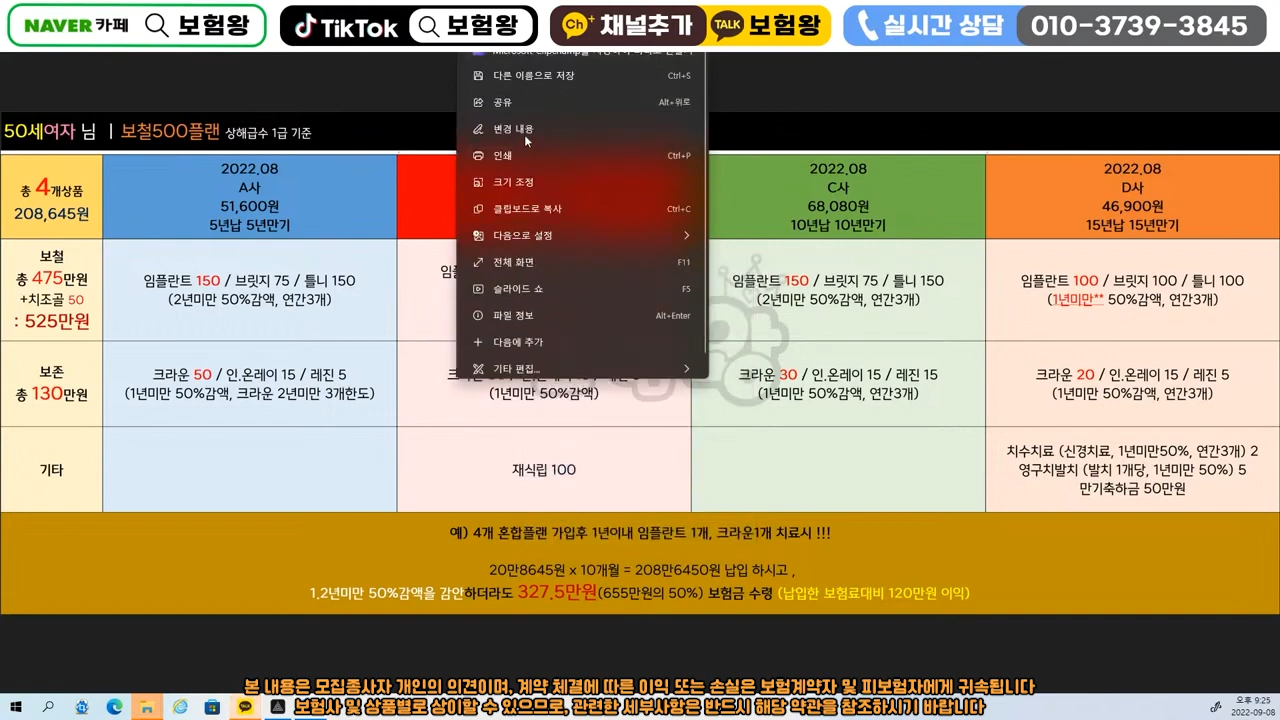 NAVER 카페 보험왕
TikTok 보험왕
Ch+ 채널추가 TALK 보험왕
실시간 상담 010-3739-3845
다른 이름으로 저장 Ctrl+S
공유 Alt+위로
변경 내용
인쇄 Ctrl+P
크기 조정
클립보드로 복사 Ctrl+C
다음으로 설정
전체 화면 F11
슬라이드 쇼 F5
파일 정보 Alt+Enter
다음에 추가
기타 편집...
50세여자 님 | 보철500플랜 상해급수 1급 기준
총 4개상품
208,645원
2022.08
A사
51,600원
5년납 5년만기
2022.08
C사
68,080원
10년납 10년만기
2022.08
D사
46,900원
15년납 15년만기
보철
총 475만원
+치조골 50
: 525만원
임플란트 150 / 브릿지 75 / 틀니 150
(2년미만 50%감액, 연간3개)
임플란트 150 / 브릿지 75 / 틀니 150
(2년미만 50%감액, 연간3개)
임플란트 100 / 브릿지 100 / 틀니 100
(1년미만** 50%감액, 연간3개)
보존
총 130만원
크라운 50 / 인.온레이 15 / 레진 5
(1년미만 50%감액, 크라운 2년미만 3개한도)
(1년미만 50%감액)
크라운 30 / 인.온레이 15 / 레진 15
(1년미만 50%감액, 연간3개)
크라운 20 / 인.온레이 15 / 레진 5
(1년미만 50%감액, 연간3개)
기타
재식립 100
치수치료 (신경치료, 1년미만50%, 연간3개) 2
영구치발치 (발치 1개당, 1년미만 50%) 5
만기축하금 50만원
예) 4개 혼합플랜 가입후 1년이내 임플란트 1개, 크라운1개 치료시 !!!
20만8645원 x 10개월 = 208만6450원 납입 하시고 ,
1.2년미만 50%감액을 감안하더라도 327.5만원(655만원의 50%) 보험금 수령 (납입한 보험료대비 120만원 이익)
본 내용은 모집종사자 개인의 의견이며, 계약 체결에 따른 이익 또는 손실은 보험계약자 및 피보험자에게 귀속됩니다
보험사 및 상품별로 상이할 수 있으므로, 관련한 세부사항은 반드시 해당 약관을 참조하시기 바랍니다
오후 9:25
2022-09-08